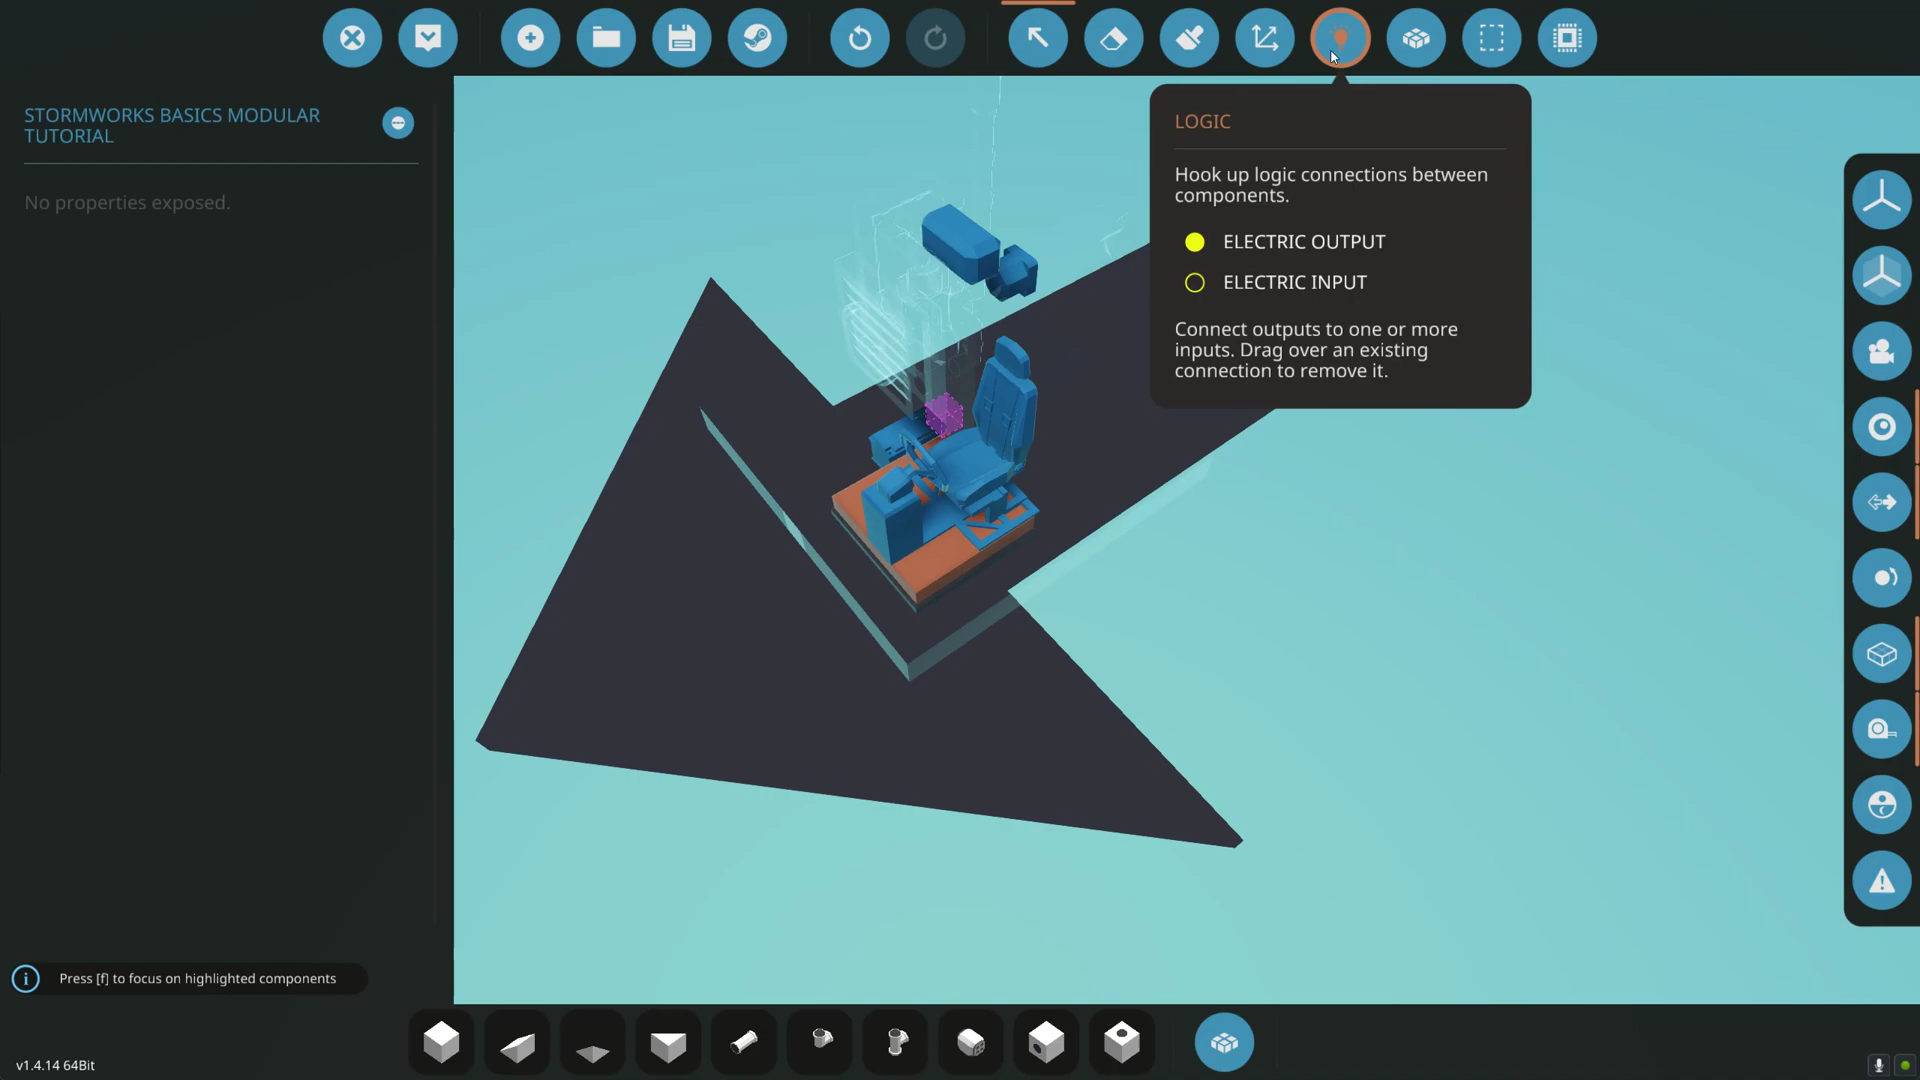 STORMWORKS BASICS MODULAR
TUTORIAL
No properties exposed.
LOGIC
Hook up logic connections between
components.
ELECTRIC OUTPUT
ELECTRIC INPUT
Connect outputs to one or more
inputs. Drag over an existing
connection to remove it.
Press [f] to focus on highlighted components
v1.4.14 64Bit